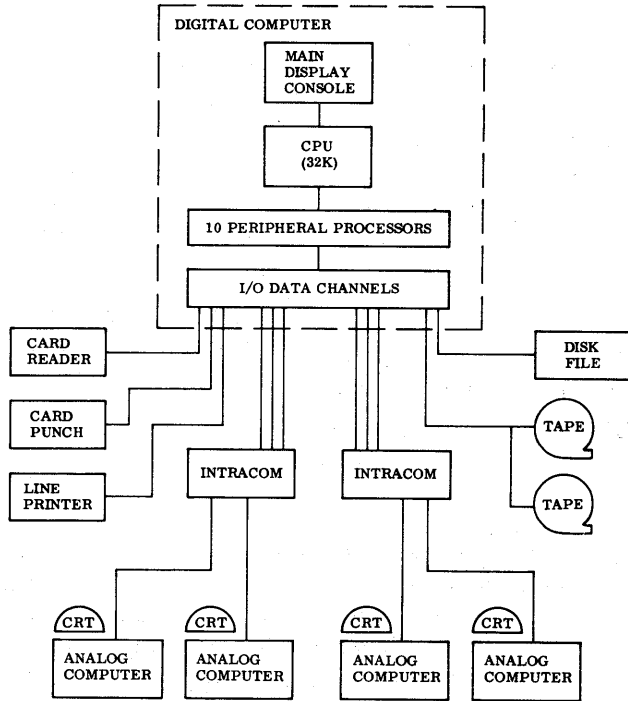 DIGITAL COMPUTER
MAIN
DISPLAY
CONSOLE
CPU
(32K)
10 PERIPHERAL PROCESSORS
I/O DATA CHANNELS
CARD
READER
DISK
FILE
CARD
PUNCH
TAPE
LINE
PRINTER
INTRACOM
INTRACOM
TAPE
CRT
CRT
CRT
CRT
ANALOG
COMPUTER
ANALOG
COMPUTER
ANALOG
COMPUTER
ANALOG
COMPUTER